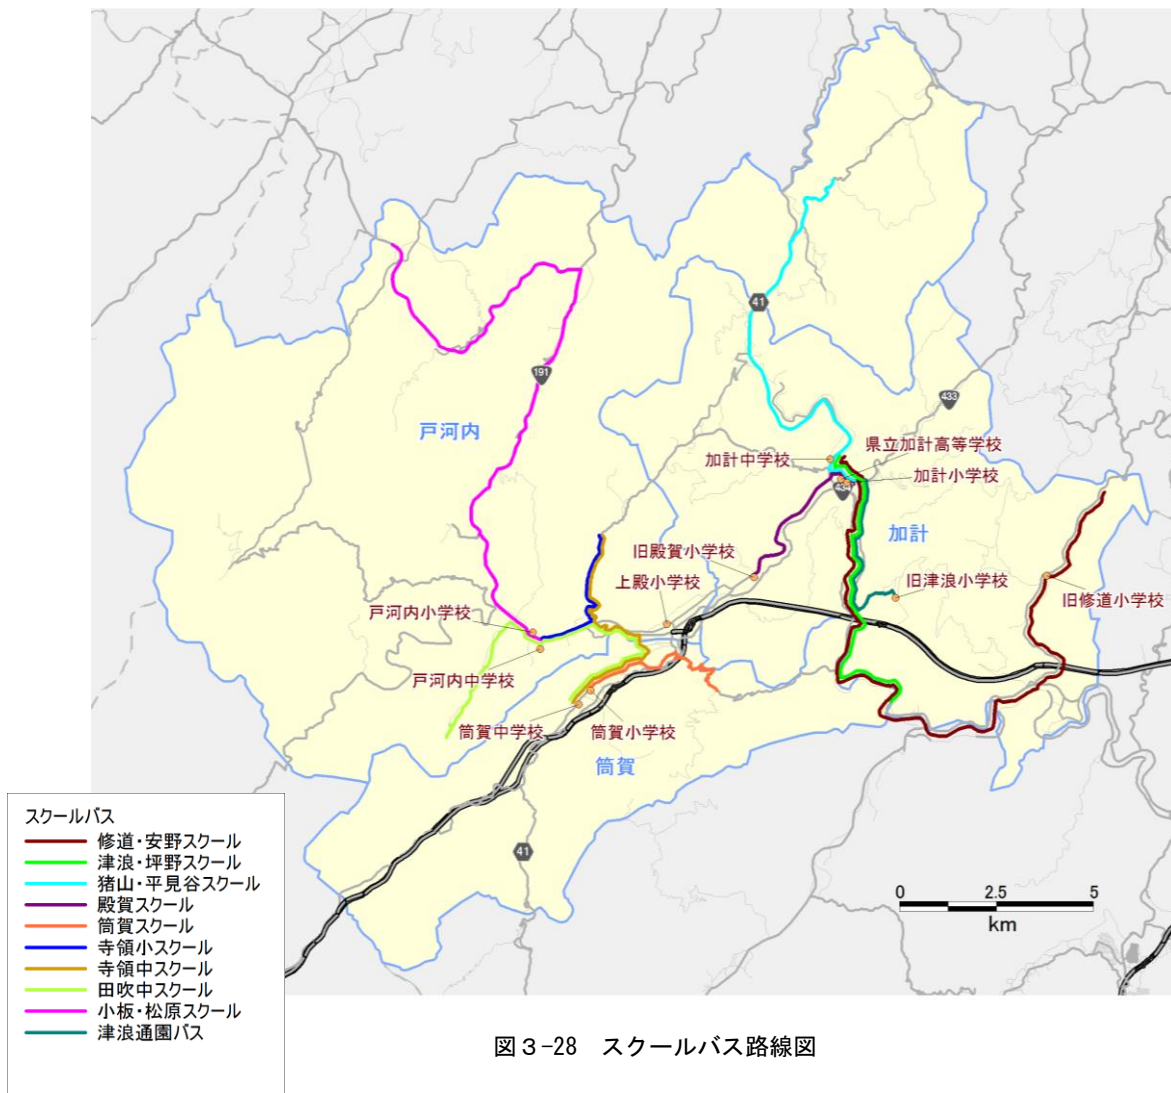 41
191
433
戸河内
県立加計高等学校
加計中学校
加計小学校
434
加計
旧殿賀小学校
上殿小学校
旧津浪小学校
旧修道小学校
戸河内小学校
戸河内中学校
筒賀中学校
筒賀小学校
筒賀
41
0 2.5 5
km
スクールバス
修道・安野スクール
津浪・坪野スクール
猪山・平見谷スクール
殿賀スクール
筒賀スクール
寺領小スクール
寺領中スクール
田吹中スクール
小板・松原スクール
津浪通園バス
図3-28 スクールバス路線図